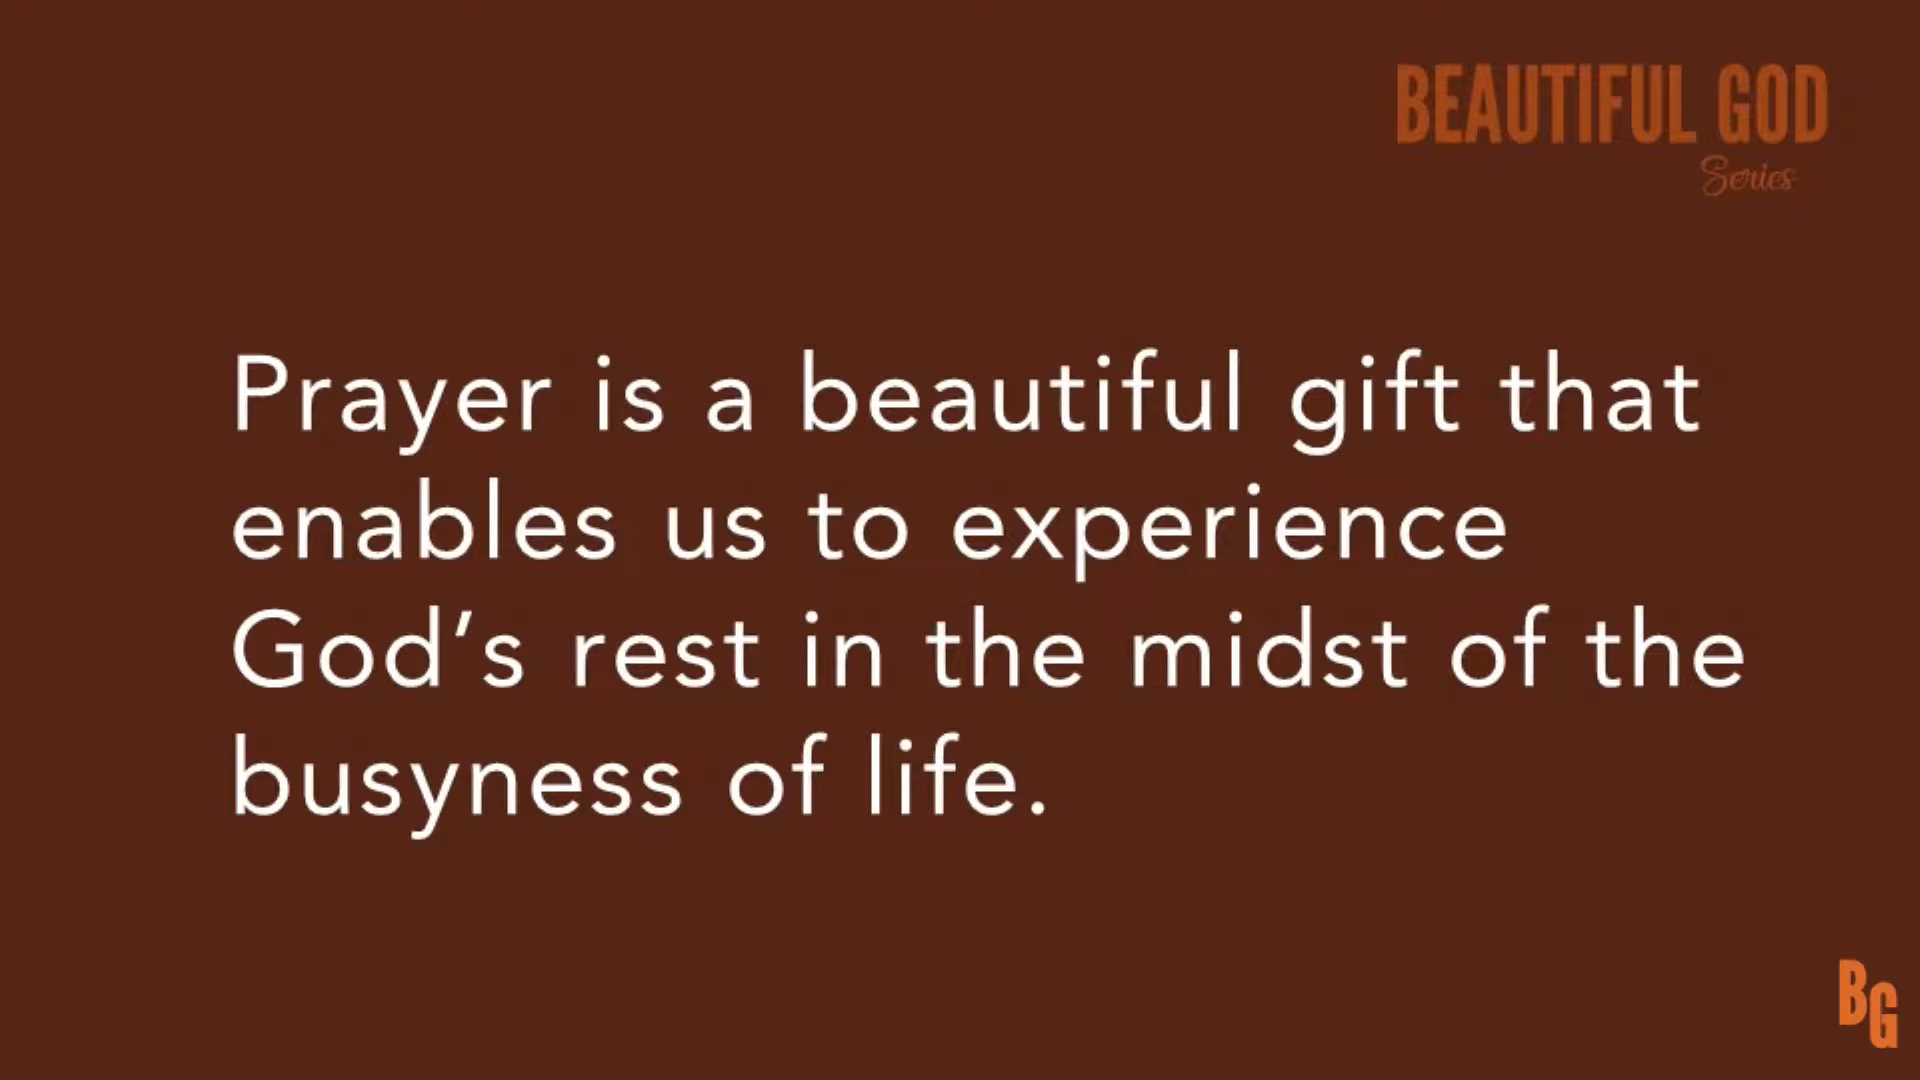 BEAUTIFUL GOD
Series
Prayer is a beautiful gift that
enables us to experience
God’s rest in the midst of the
busyness of life.
BG